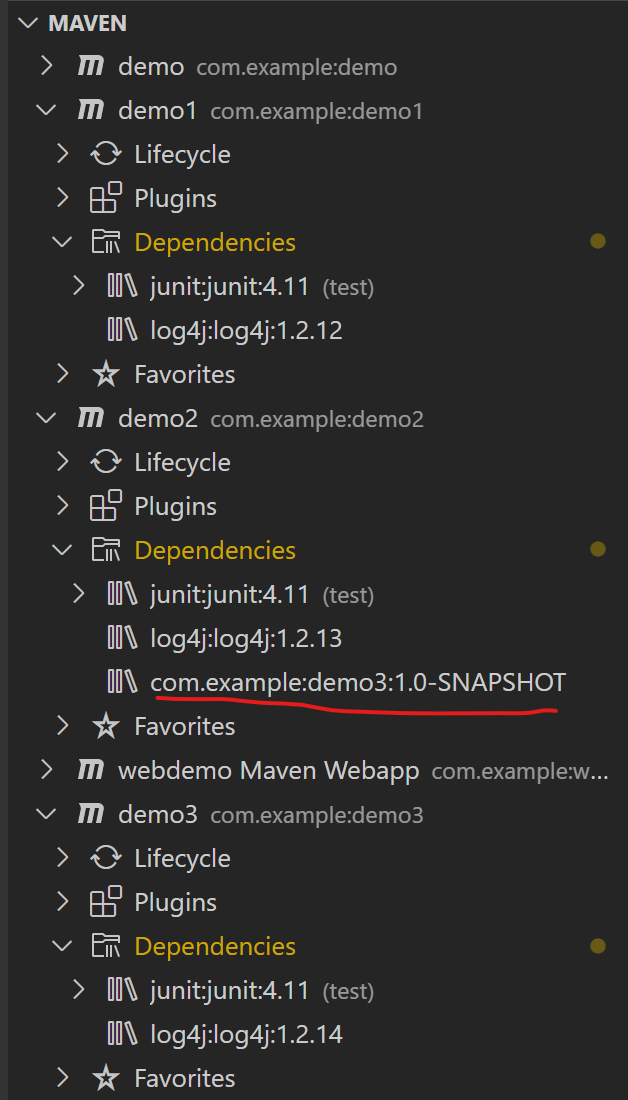 MAVEN
demo com.example:demo
demo1 com.example:demo1
Lifecycle
Plugins
Dependencies
junit:junit:4.11 (test)
log4j:log4j:1.2.12
Favorites
demo2 com.example:demo2
Lifecycle
Plugins
Dependencies
junit:junit:4.11 (test)
log4j:log4j:1.2.13
com.example:demo3:1.0-SNAPSHOT
Favorites
webdemo Maven Webapp com.example:w...
demo3 com.example:demo3
Lifecycle
Plugins
Dependencies
junit:junit:4.11 (test)
log4j:log4j:1.2.14
Favorites